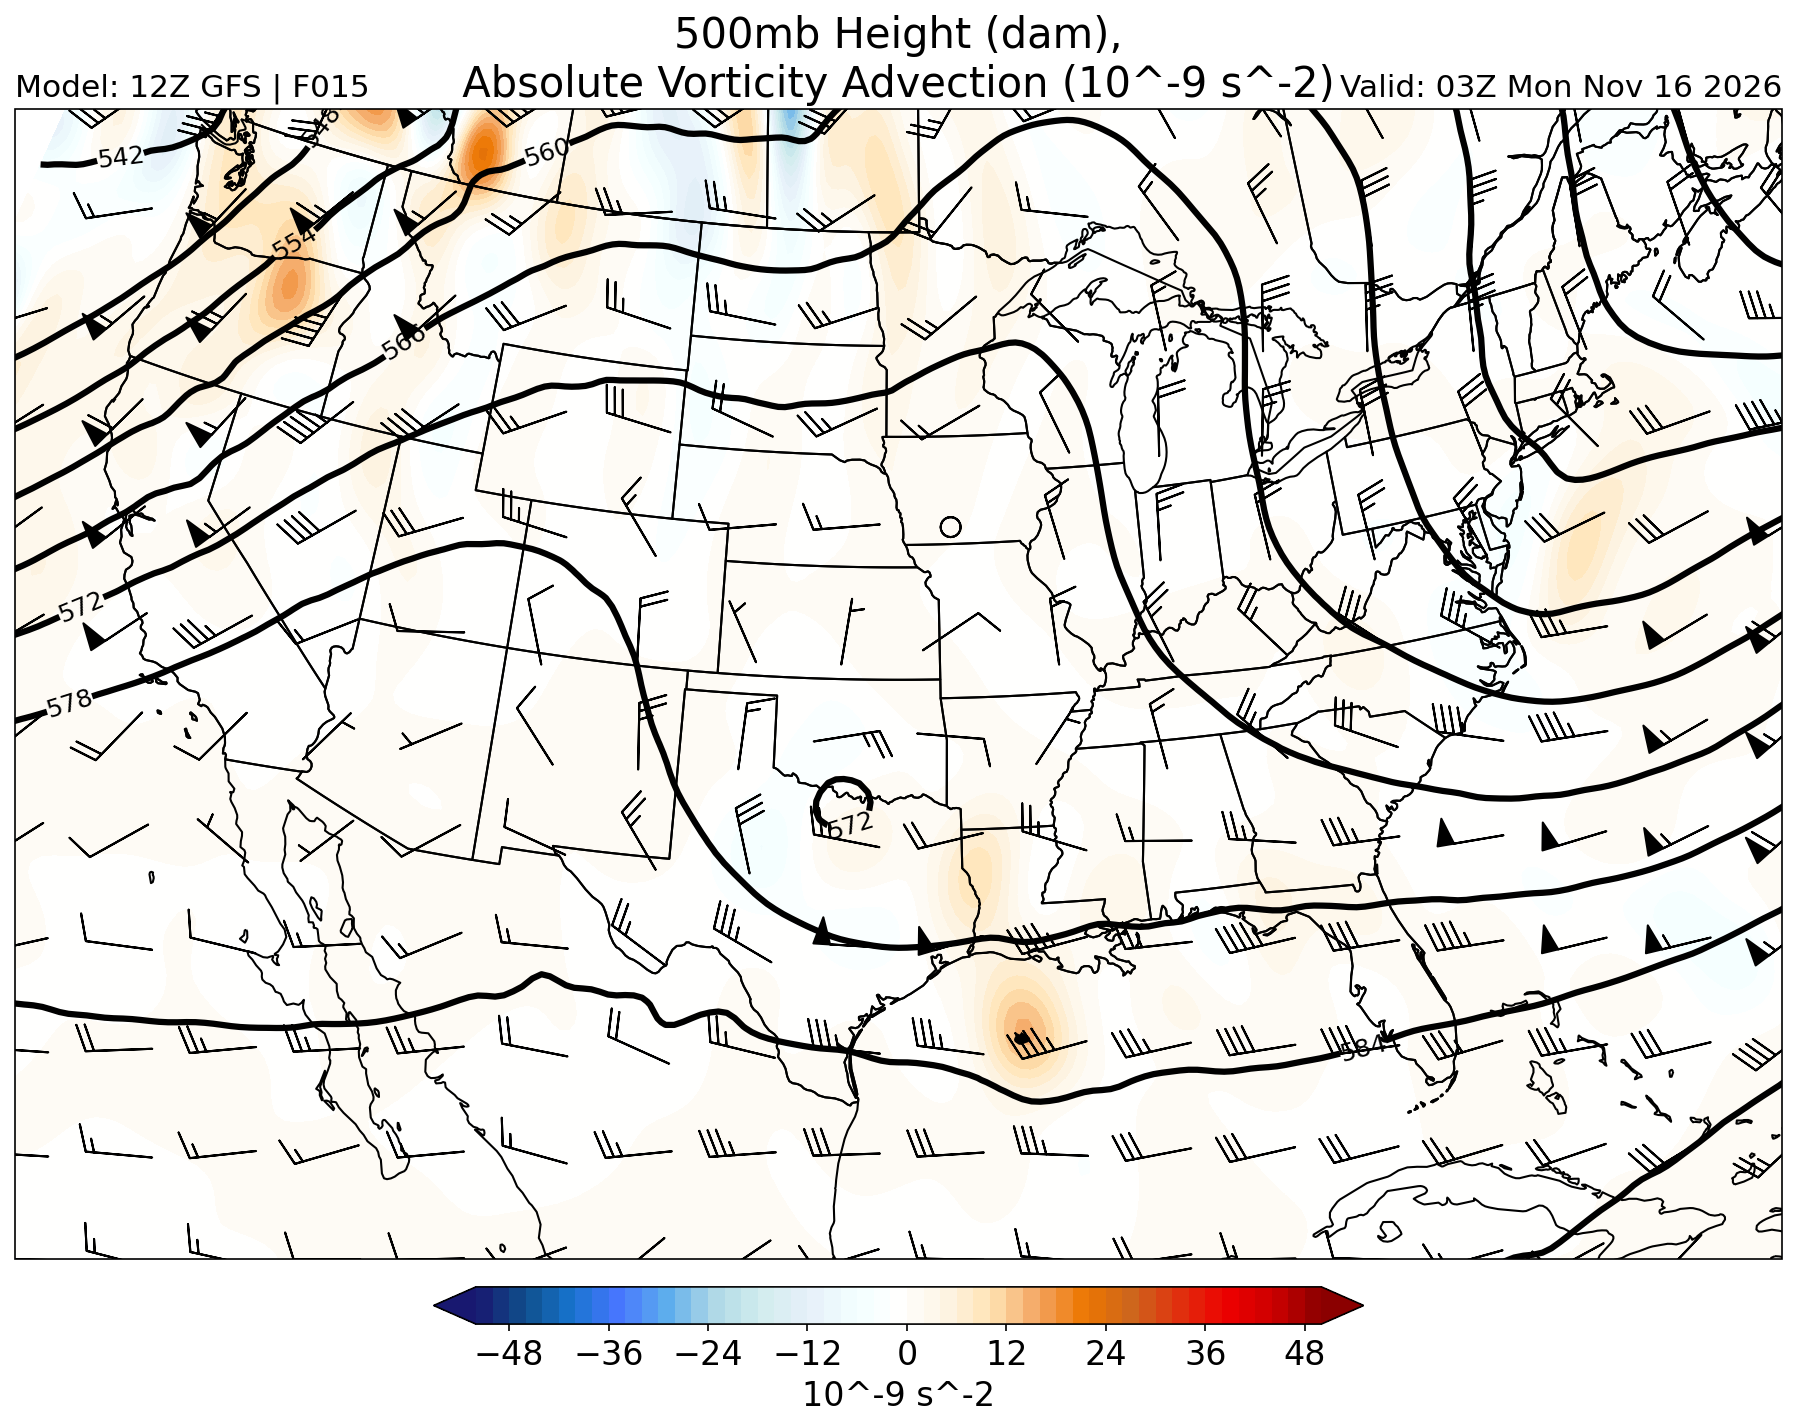 500mb Height (dam),
Model: 12Z GFS | F015
Absolute Vorticity Advection (10^-9 s^-2)
Valid: 03Z Mon Nov 16 2026
548
542
560
554
566
572
578
572
584
−48 −36 −24 −12 0 12 24 36 48
10^-9 s^-2